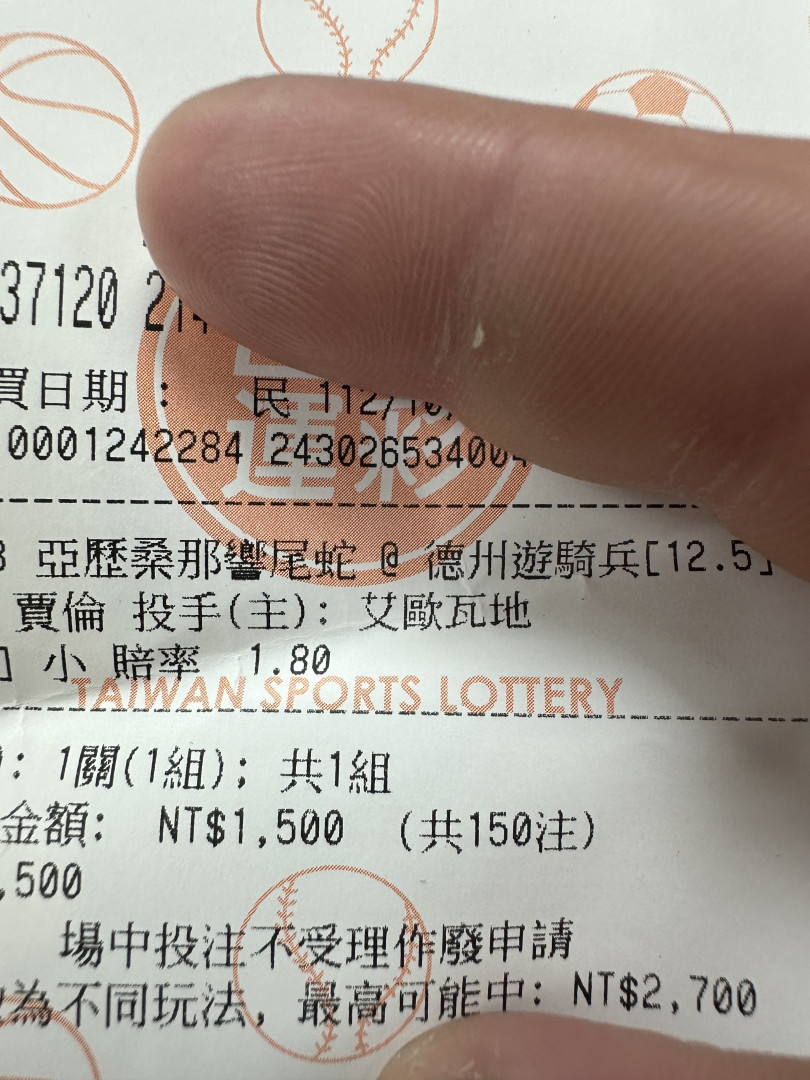 37120 21
買日期： 民 112/10/
0001242284 24302653400
運彩
3 亞歷桑那響尾蛇 @ 德州遊騎兵[12.5]
賈倫 投手(主): 艾歐瓦地
] 小 賠率 1.80
TAIWAN SPORTS LOTTERY
: 1關(1組); 共1組
金額: NT$1,500 (共150注)
,500
場中投注不受理作廢申請
為不同玩法, 最高可能中: NT$2,700